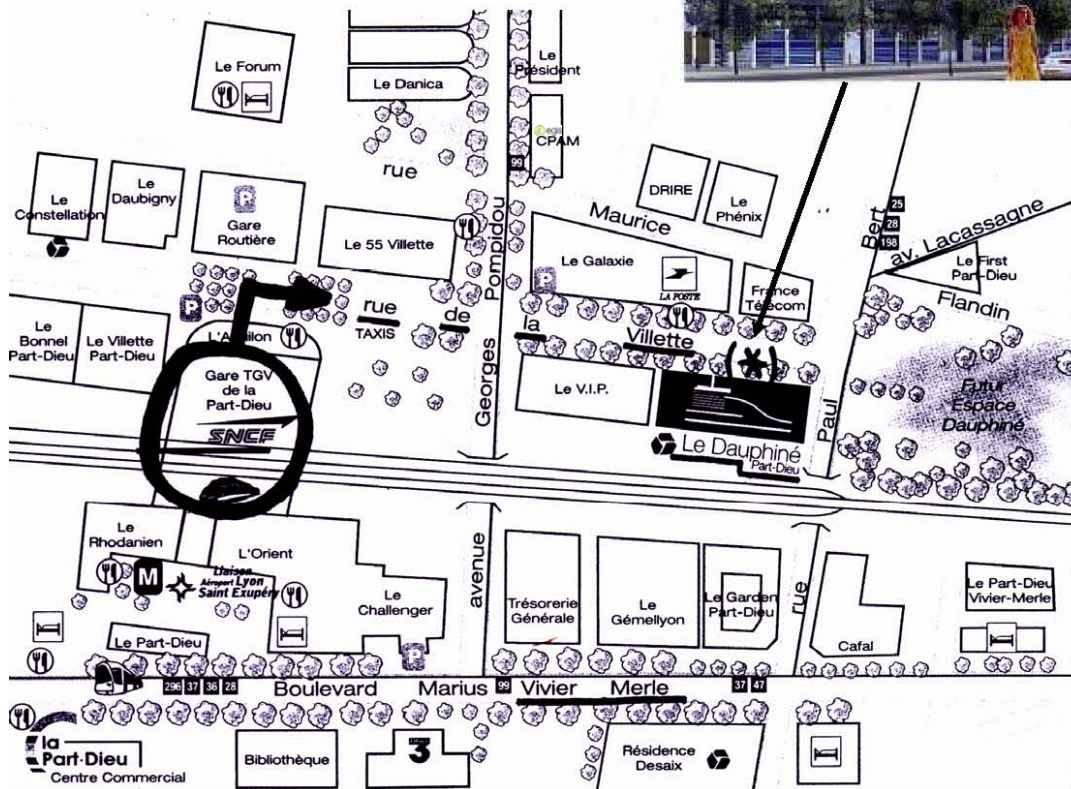 Le
Président
Le Forum
Le Danica
egis
CPAM
99
rue
DRIRE
Le
Phénix
Maurice
Le
Constellation
Le
Daubigny
P
Gare
Routière
Le 55 Villette
Georges Pompidou
P
Le Galaxie
LA POSTE
France
Télécom
Paul Bert
25
28
198
av. Lacassagne
Le First
Part-Dieu
Flandin
P
rue
de
la
Villette
TAXIS
Le
Bonnel
Part-Dieu
Le Villette
Part-Dieu
Gare TGV
de la
Part-Dieu
SNCF
Le V.I.P.
(*)
Le Dauphiné
Part-Dieu
Futur
Espace
Dauphiné
Le
Rhodanien
L'Orient
M
Liaison
Aéroport Lyon
Saint Exupéry
Le
Challenger
P
Le Part-Dieu
avenue
Trésorerie
Générale
Le
Gémellyon
Le Garden
Part-Dieu
rue
Cafal
Le Part-Dieu
Vivier-Merle
296 37 36 28
Boulevard Marius 99 Vivier Merle
37 47
la
Part-Dieu
Centre Commercial
Bibliothèque
3
Résidence
Desaix